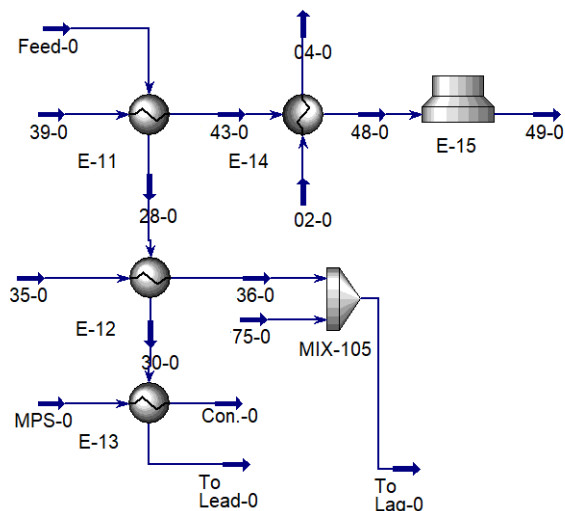 Feed-0
04-0
39-0
43-0
48-0
49-0
E-11
E-14
E-15
28-0
02-0
35-0
36-0
E-12
75-0
MIX-105
30-0
MPS-0
Con.-0
E-13
To
Lead-0
To
Lag-0